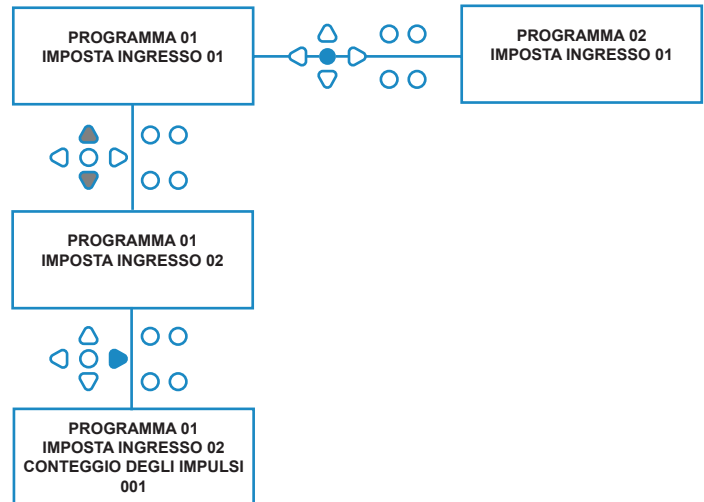 PROGRAMMA 01
IMPOSTA INGRESSO 01
PROGRAMMA 02
IMPOSTA INGRESSO 01
PROGRAMMA 01
IMPOSTA INGRESSO 02
PROGRAMMA 01
IMPOSTA INGRESSO 02
CONTEGGIO DEGLI IMPULSI
001